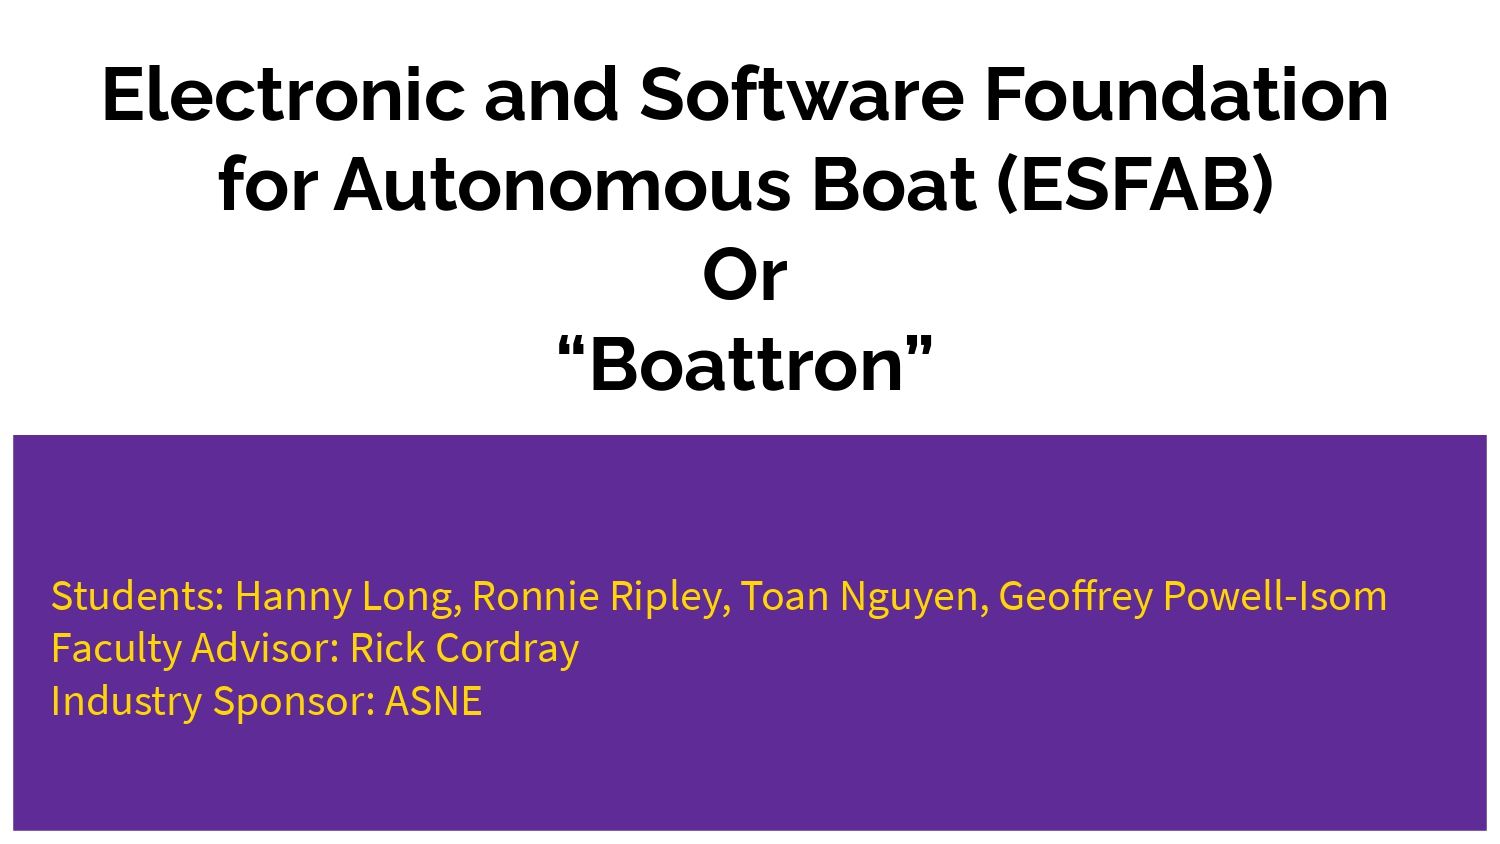 Electronic and Software Foundation
for Autonomous Boat (ESFAB)
Or
“Boattron”
Students: Hanny Long, Ronnie Ripley, Toan Nguyen, Geoffrey Powell-Isom
Faculty Advisor: Rick Cordray
Industry Sponsor: ASNE